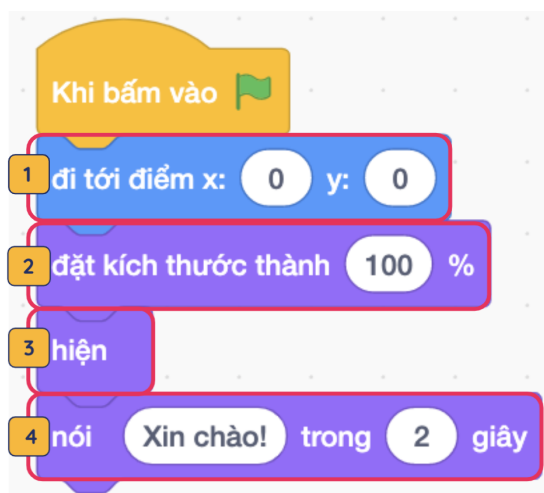 Khi bấm vào
1 đi tới điểm x: 0 y: 0
2 đặt kích thước thành 100 %
3 hiện
4 nói Xin chào! trong 2 giây